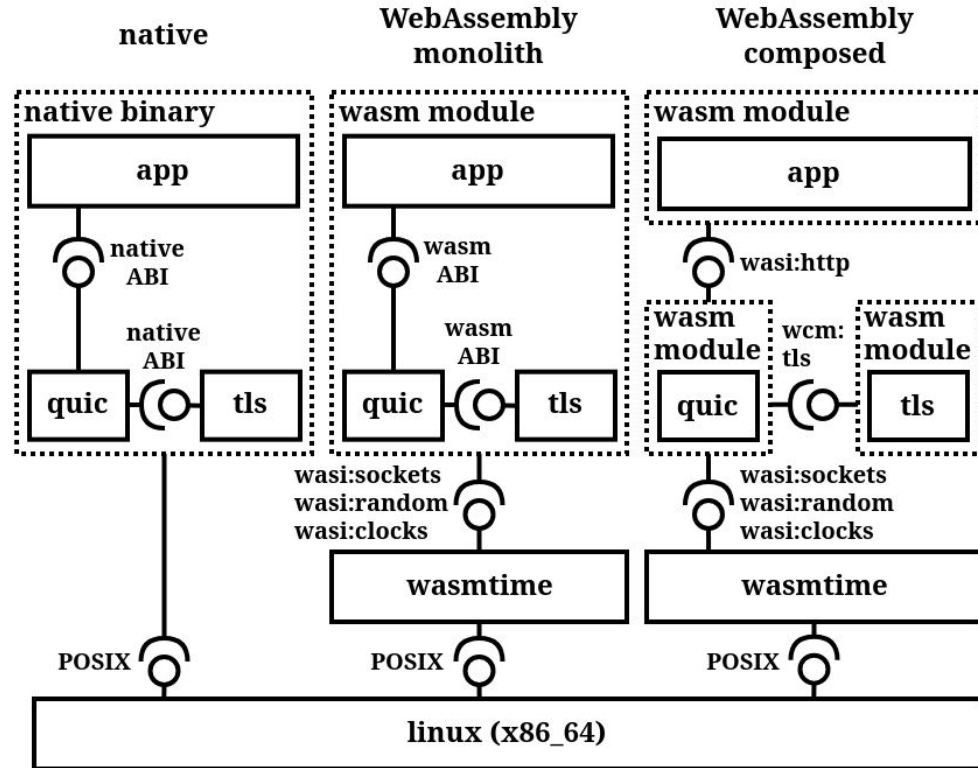 native
WebAssembly
monolith
WebAssembly
composed
native binary
app
native
ABI
native
ABI
quic
tls
POSIX
wasm module
app
wasm
ABI
wasm
ABI
quic
tls
wasi:sockets
wasi:random
wasi:clocks
wasmtime
POSIX
wasm module
app
wasi:http
wasm
module
quic
wcm:
tls
wasm
module
tls
wasi:sockets
wasi:random
wasi:clocks
wasmtime
POSIX
linux (x86_64)